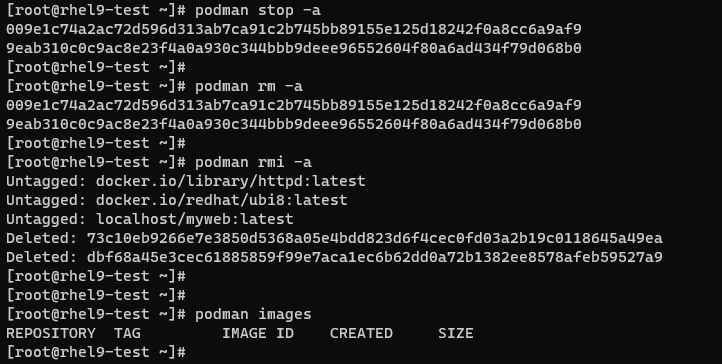 [root@rhel9-test ~]# podman stop -a
009e1c74a2ac72d596d313ab7ca91c2b745bb89155e125d18242f0a8cc6a9af9
9eab310c0c9ac8e23f4a0a930c344bbb9deee96552604f80a6ad434f79d068b0
[root@rhel9-test ~]#
[root@rhel9-test ~]# podman rm -a
009e1c74a2ac72d596d313ab7ca91c2b745bb89155e125d18242f0a8cc6a9af9
9eab310c0c9ac8e23f4a0a930c344bbb9deee96552604f80a6ad434f79d068b0
[root@rhel9-test ~]#
[root@rhel9-test ~]# podman rmi -a
Untagged: docker.io/library/httpd:latest
Untagged: docker.io/redhat/ubi8:latest
Untagged: localhost/myweb:latest
Deleted: 73c10eb9266e7e3850d5368a05e4bdd823d6f4cec0fd03a2b19c0118645a49ea
Deleted: dbf68a45e3cec61885859f99e7aca1ec6b62dd0a72b1382ee8578afeb59527a9
[root@rhel9-test ~]#
[root@rhel9-test ~]#
[root@rhel9-test ~]# podman images
REPOSITORY  TAG         IMAGE ID    CREATED     SIZE
[root@rhel9-test ~]#